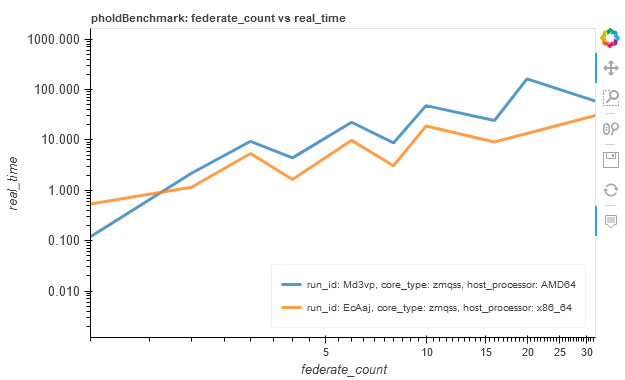 pholdBenchmark: federate_count vs real_time
1000.000
100.000
10.000
1.000
0.100
0.010
real_time
run_id: Md3vp, core_type: zmqss, host_processor: AMD64
run_id: EcAaj, core_type: zmqss, host_processor: x86_64
5 10 15 20 25 30
federate_count